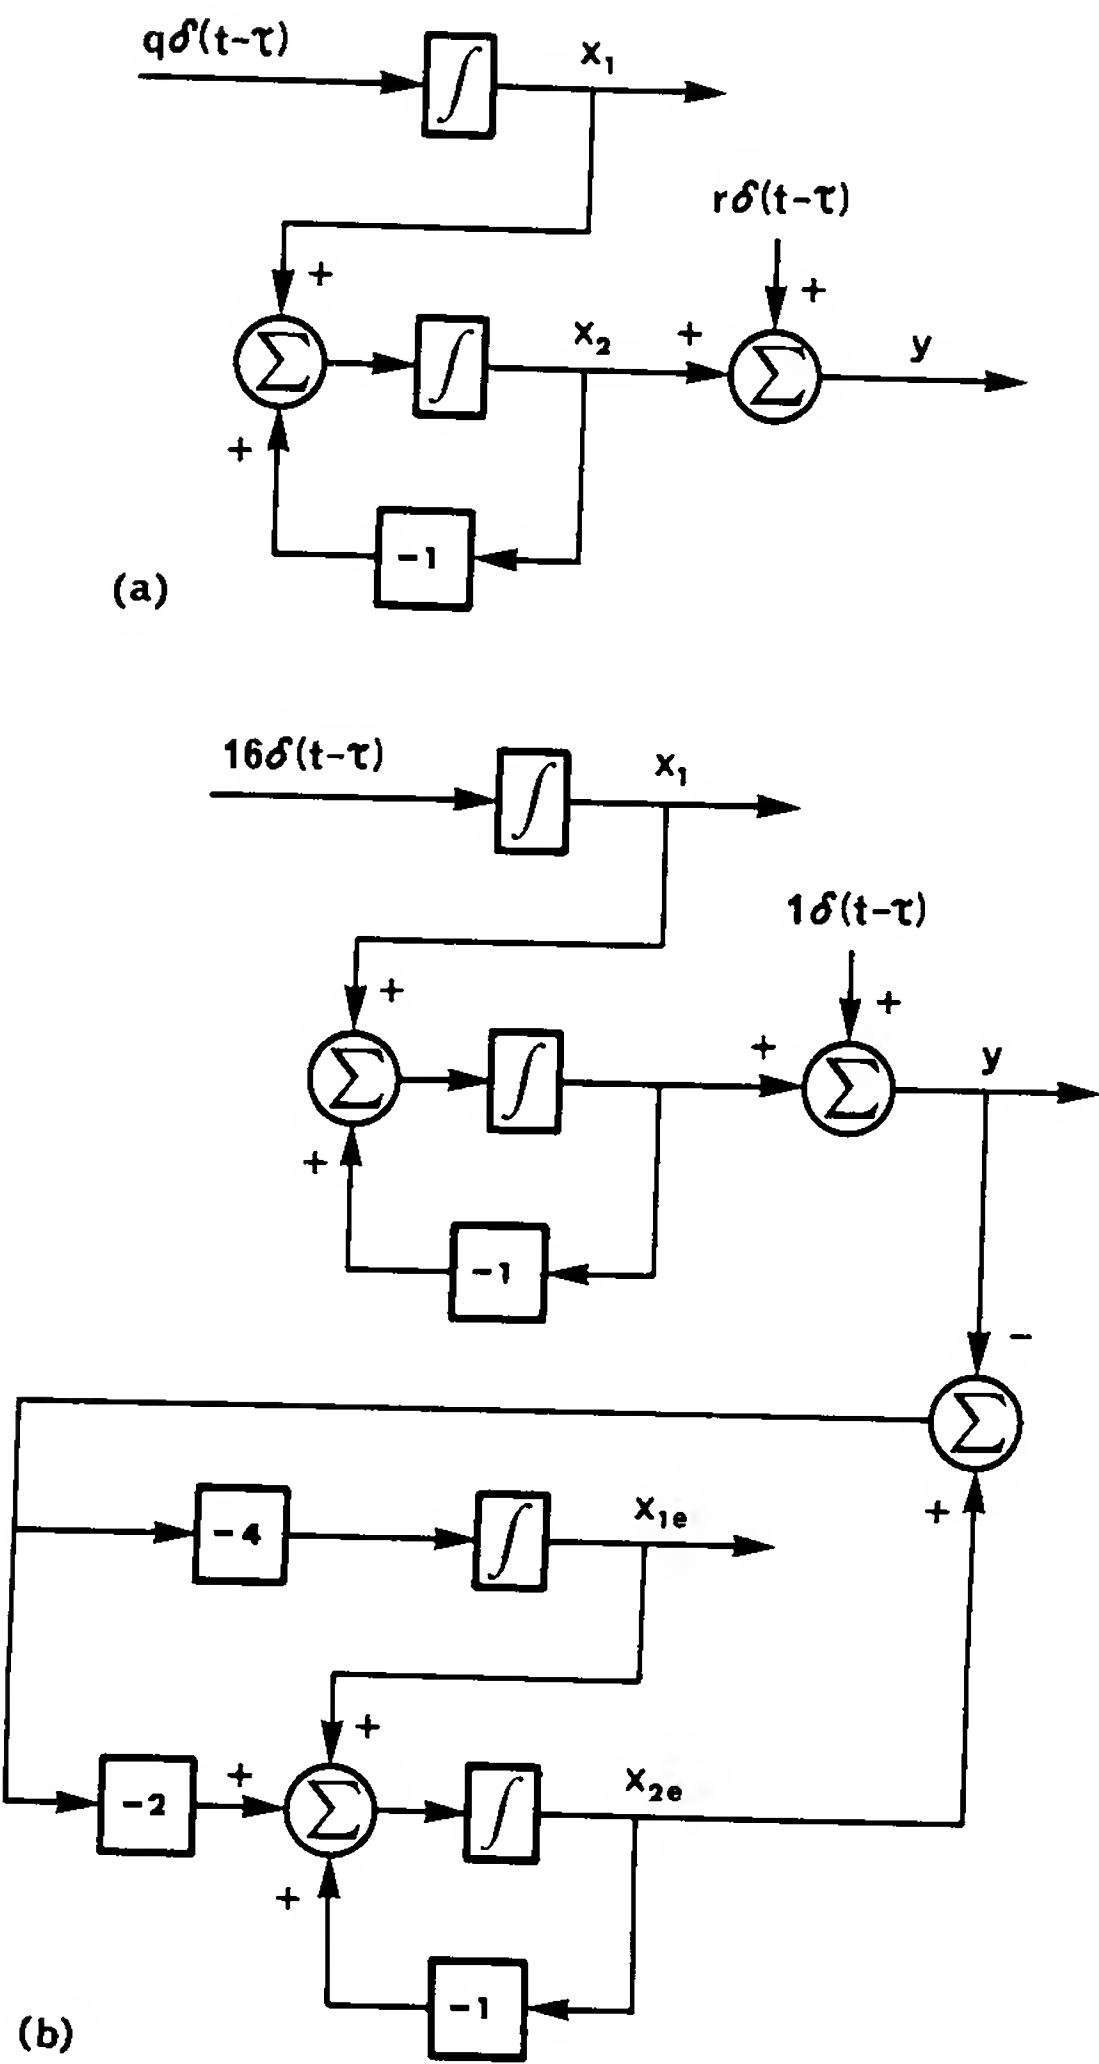 qδ(t-τ)
∫
x₁
rδ(t-τ)
+
+
Σ
∫
x₂
+
Σ
y
+
-1
(a)
16δ(t-τ)
∫
x₁
1δ(t-τ)
+
+
Σ
∫
+
Σ
y
+
-1
-
Σ
+
-4
∫
x₁ₑ
+
-2
+
Σ
∫
x₂ₑ
+
-1
(b)